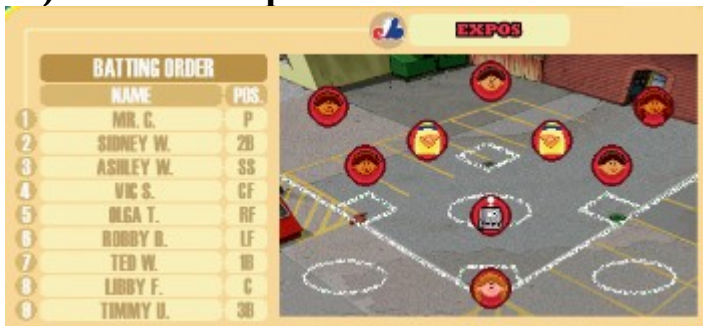 EXPOS
BATTING ORDER
NAME POS.
1 MR. C. P
2 SIDNEY W. 2B
3 ASHLEY W. SS
4 VIC S. CF
5 OLGA T. RF
6 ROBBY B. LF
7 TED W. 1B
8 LIBBY F. C
9 TIMMY U. 3B